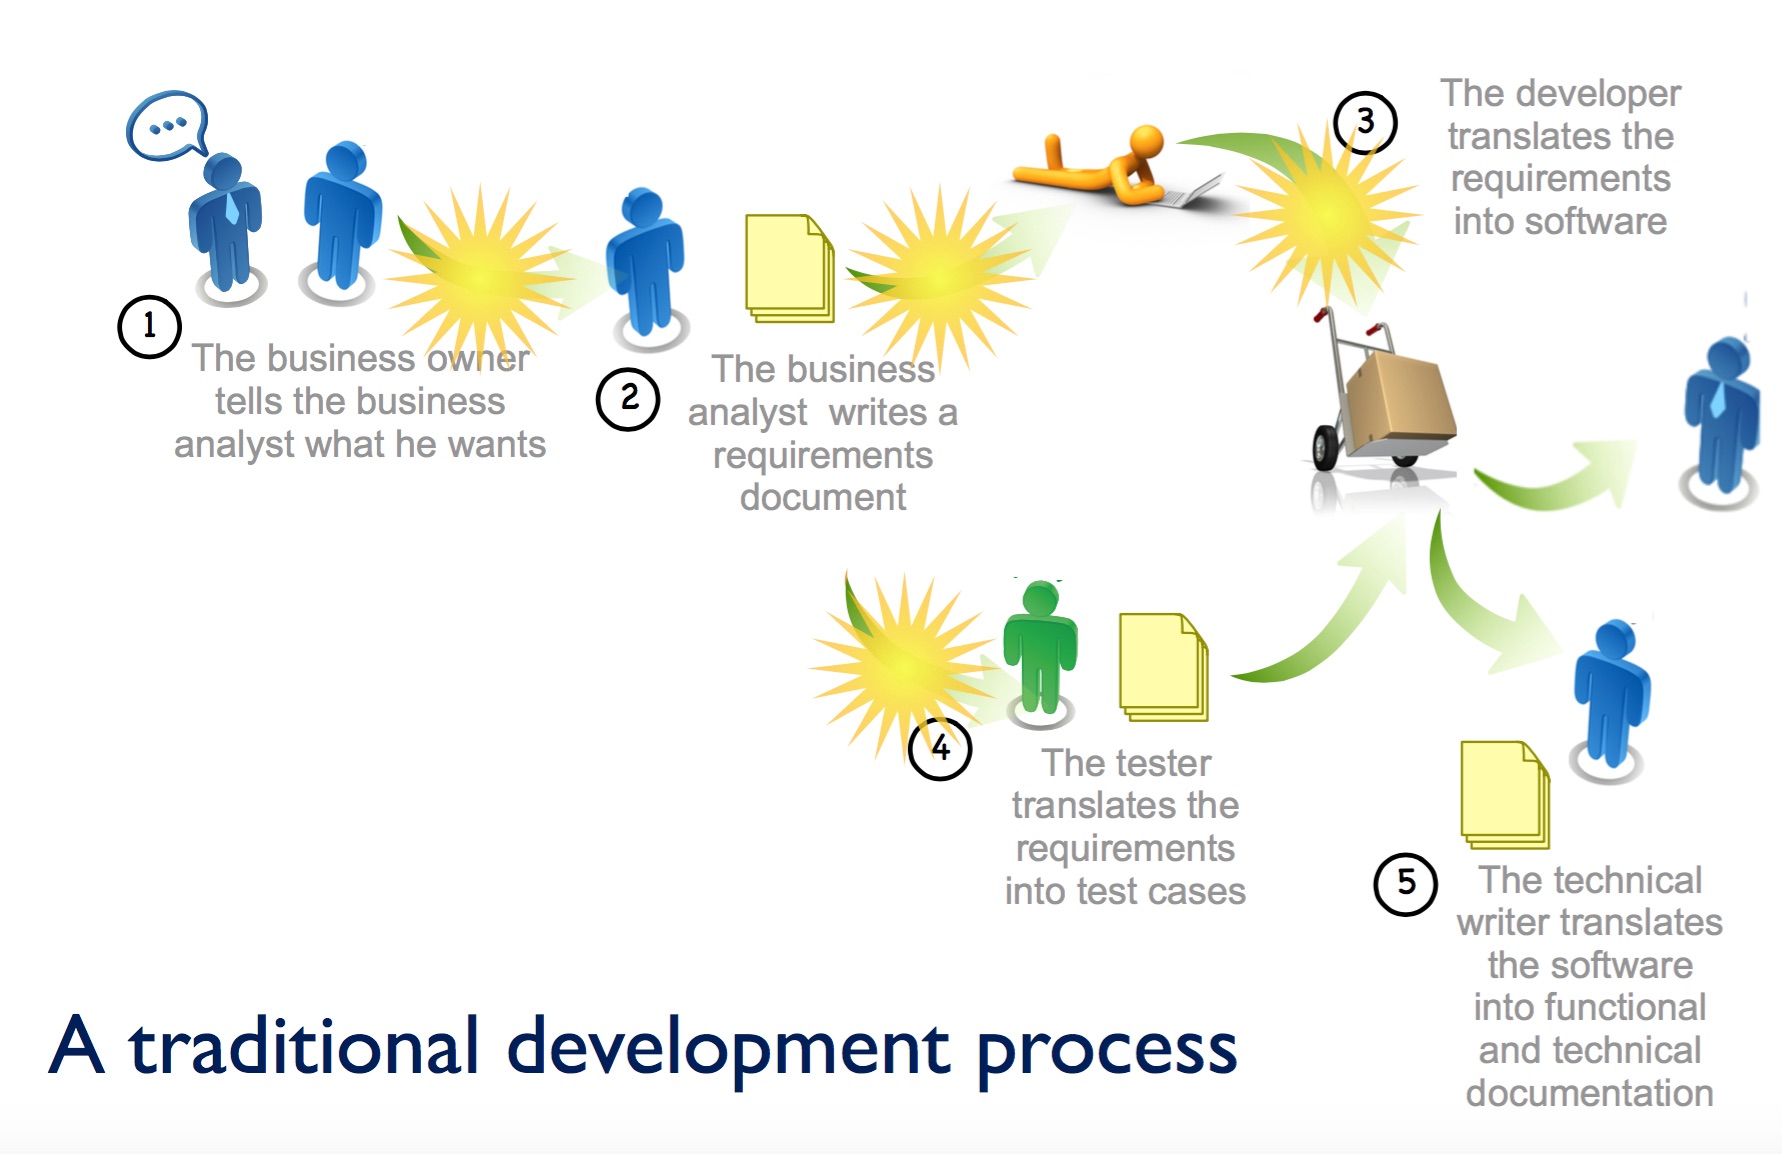 1
The business owner
tells the business
analyst what he wants
2
The business
analyst writes a
requirements
document
3
The developer
translates the
requirements
into software
4
The tester
translates the
requirements
into test cases
5
The technical
writer translates
the software
into functional
and technical
documentation
A traditional development process